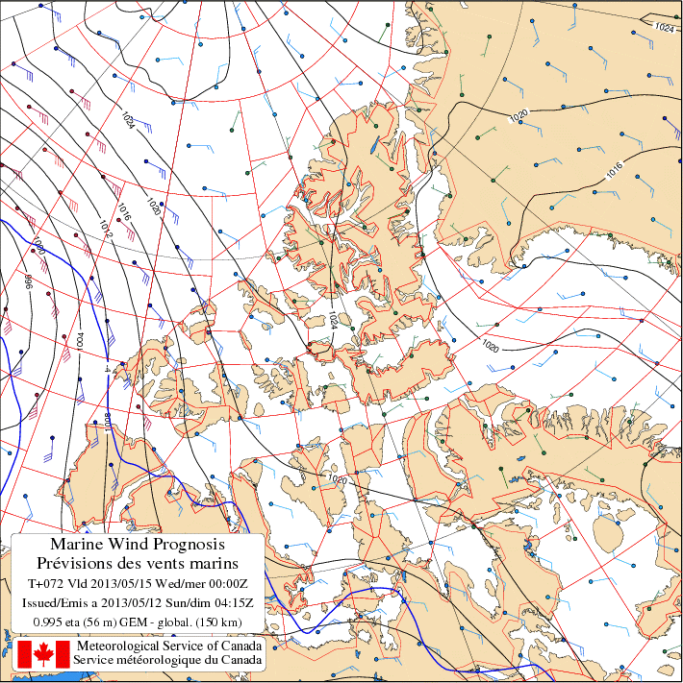 1024
1020
1016
1024
1020
1016
1012
1000
996
1004
1024
1020
1008
1020
Marine Wind Prognosis
Prévisions des vents marins
T+072 Vld 2013/05/15 Wed/mer 00:00Z
Issued/Emis a 2013/05/12 Sun/dim 04:15Z
0.995 eta (56 m) GEM - global. (150 km)
Meteorological Service of Canada
Service météorologique du Canada